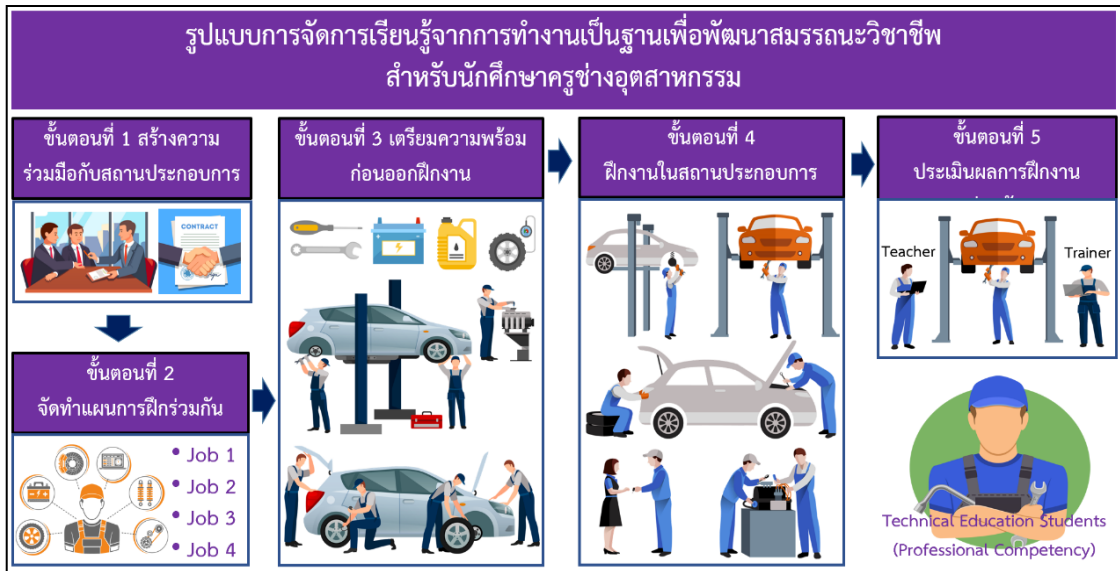 รูปแบบการจัดการเรียนรู้จากการทำงานเป็นฐานเพื่อพัฒนาสมรรถนะวิชาชีพ
สำหรับนักศึกษาครูช่างอุตสาหกรรม
ขั้นตอนที่ 1 สร้างความ
ร่วมมือกับสถานประกอบการ
CONTRACT
ขั้นตอนที่ 2
จัดทำแผนการฝึกร่วมกัน
• Job 1
• Job 2
• Job 3
• Job 4
ขั้นตอนที่ 3 เตรียมความพร้อม
ก่อนออกฝึกงาน
ขั้นตอนที่ 4
ฝึกงานในสถานประกอบการ
ขั้นตอนที่ 5
ประเมินผลการฝึกงาน
Teacher
Trainer
Technical Education Students
(Professional Competency)